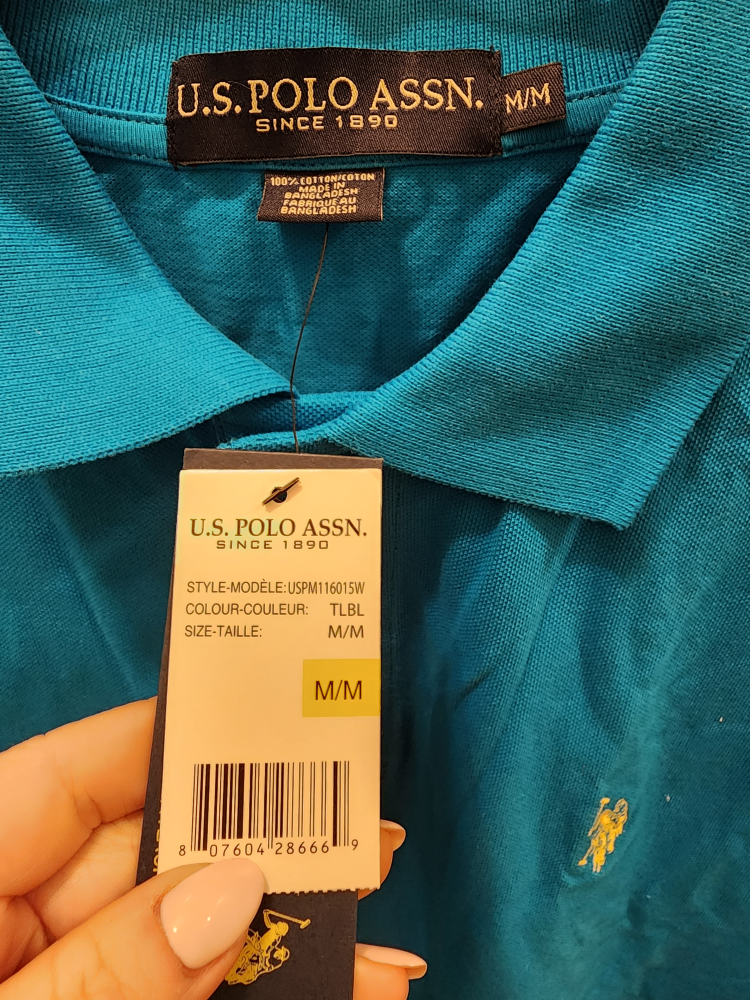 U.S. POLO ASSN.
SINCE 1890
M/M
100% COTTON/COTON
MADE IN
BANGLADESH
FABRIQUE AU
BANGLADESH
U.S. POLO ASSN.
SINCE 1890
STYLE-MODÈLE: USPM116015W
COLOUR-COULEUR: TLBL
SIZE-TAILLE: M/M
M/M
8 07604 28666 9